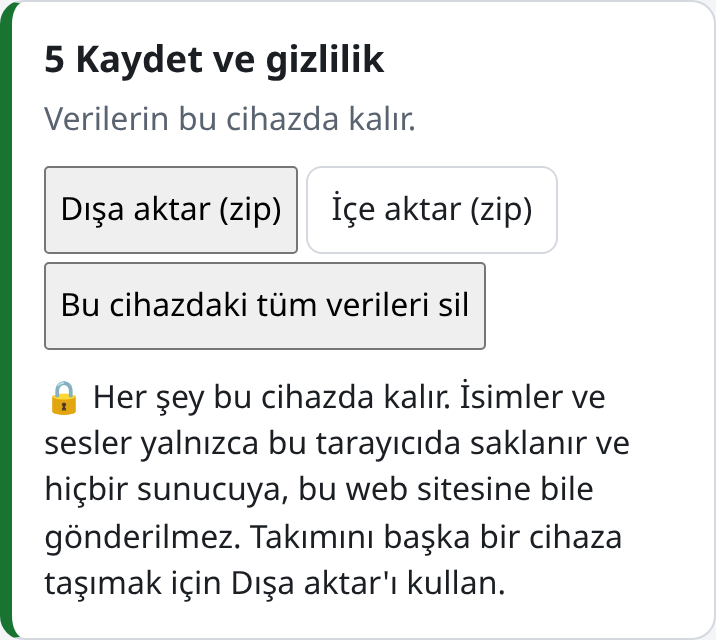 5 Kaydet ve gizlilik
Verilerin bu cihazda kalır.
Dışa aktar (zip) İçe aktar (zip)
Bu cihazdaki tüm verileri sil
🔒 Her şey bu cihazda kalır. İsimler ve
sesler yalnızca bu tarayıcıda saklanır ve
hiçbir sunucuya, bu web sitesine bile
gönderilmez. Takımını başka bir cihaza
taşımak için Dışa aktar'ı kullan.